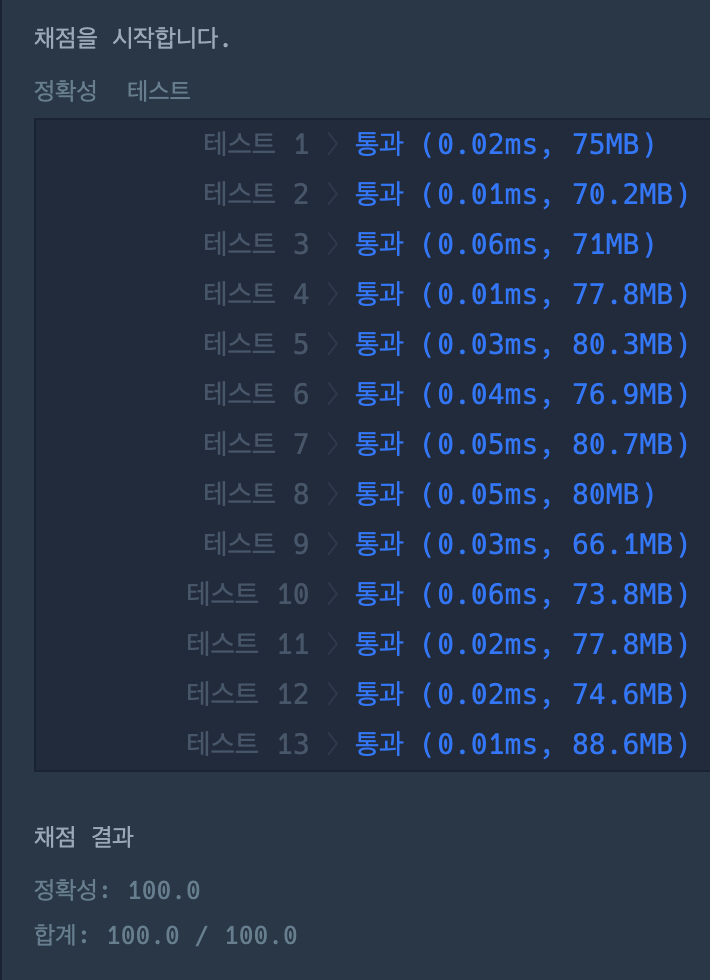 채점을 시작합니다.
정확성 테스트
테스트 1 〉 통과 (0.02ms, 75MB)
테스트 2 〉 통과 (0.01ms, 70.2MB)
테스트 3 〉 통과 (0.06ms, 71MB)
테스트 4 〉 통과 (0.01ms, 77.8MB)
테스트 5 〉 통과 (0.03ms, 80.3MB)
테스트 6 〉 통과 (0.04ms, 76.9MB)
테스트 7 〉 통과 (0.05ms, 80.7MB)
테스트 8 〉 통과 (0.05ms, 80MB)
테스트 9 〉 통과 (0.03ms, 66.1MB)
테스트 10 〉 통과 (0.06ms, 73.8MB)
테스트 11 〉 통과 (0.02ms, 77.8MB)
테스트 12 〉 통과 (0.02ms, 74.6MB)
테스트 13 〉 통과 (0.01ms, 88.6MB)
채점 결과
정확성: 100.0
합계: 100.0 / 100.0